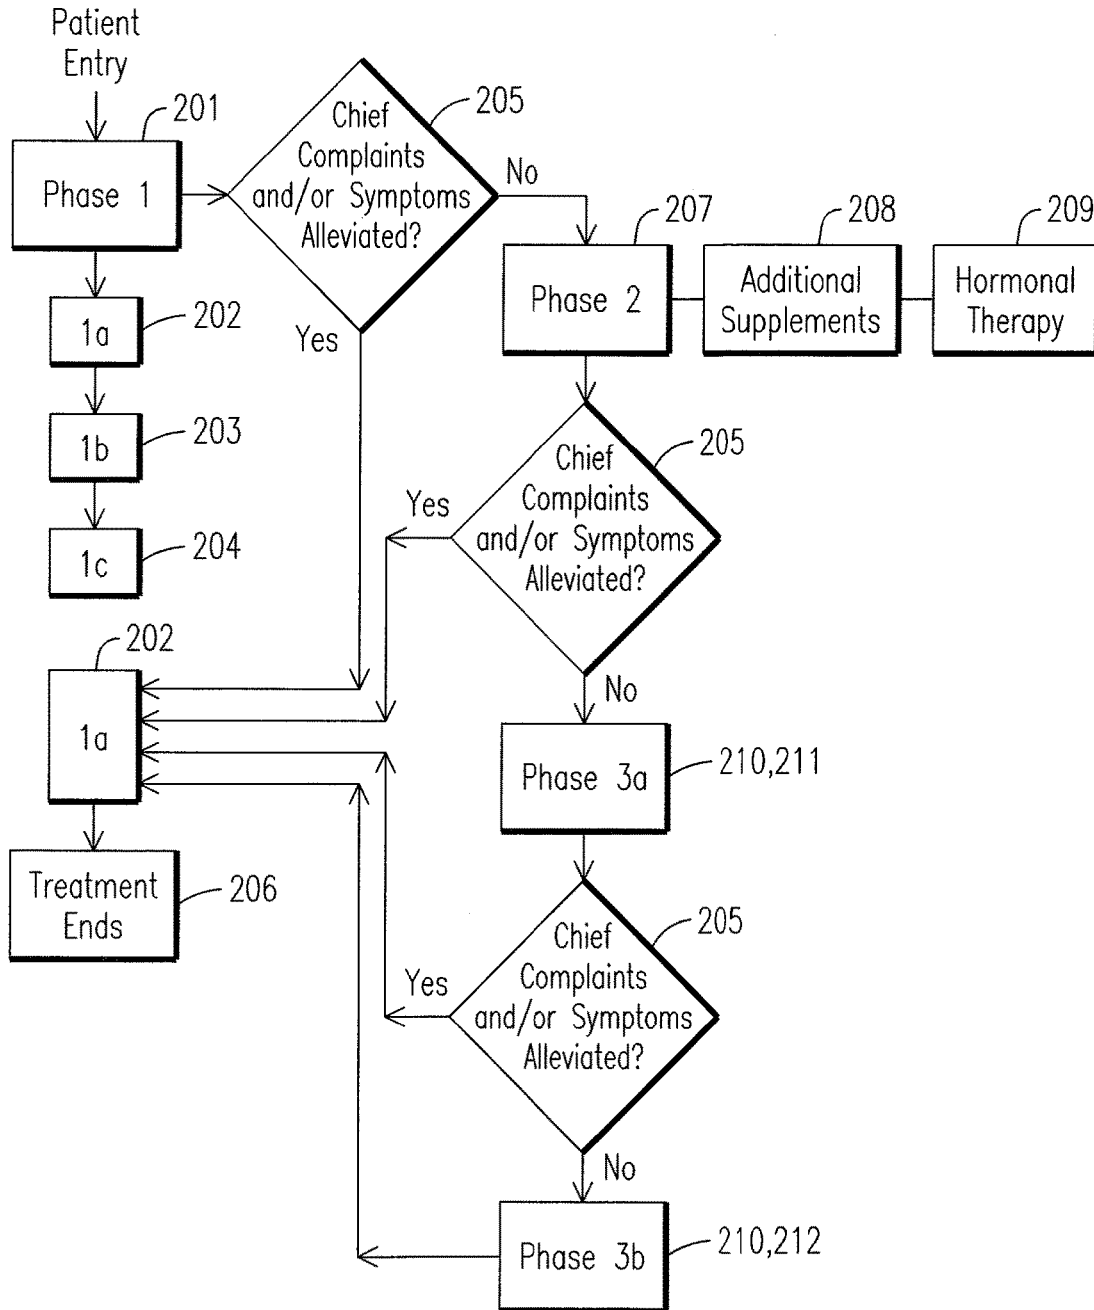 Patient
Entry
201
Phase 1
Chief
Complaints
and/or Symptoms
Alleviated?
205
No
Yes
207
Phase 2
208
Additional
Supplements
209
Hormonal
Therapy
1a
202
1b
203
1c
204
Chief
Complaints
and/or Symptoms
Alleviated?
205
Yes
No
202
1a
Phase 3a
210,211
Treatment
Ends
206
Chief
Complaints
and/or Symptoms
Alleviated?
205
Yes
No
Phase 3b
210,212